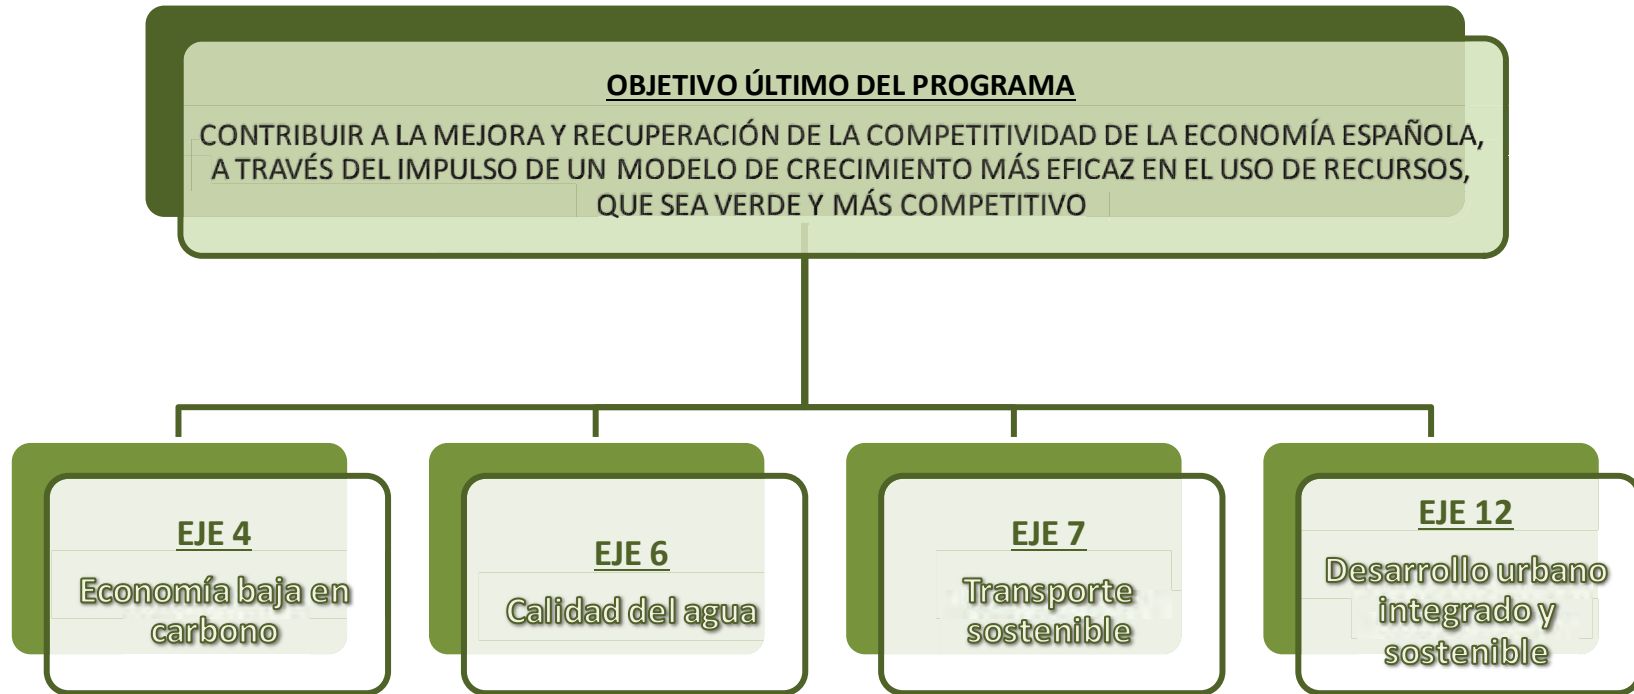 OBJETIVO ÚLTIMO DEL PROGRAMA
CONTRIBUIR A LA MEJORA Y RECUPERACIÓN DE LA COMPETITIVIDAD DE LA ECONOMÍA ESPAÑOLA,
A TRAVÉS DEL IMPULSO DE UN MODELO DE CRECIMIENTO MÁS EFICAZ EN EL USO DE RECURSOS,
QUE SEA VERDE Y MÁS COMPETITIVO
EJE 4
Economía baja en
carbono
EJE 6
Calidad del agua
EJE 7
Transporte
sostenible
EJE 12
Desarrollo urbano
integrado y
sostenible